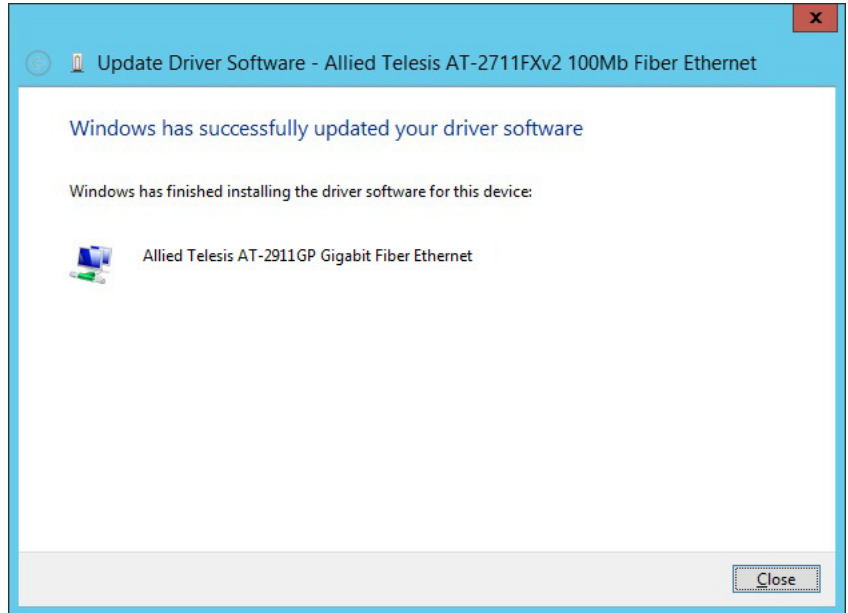 x
Update Driver Software - Allied Telesis AT-2711FXv2 100Mb Fiber Ethernet
Windows has successfully updated your driver software
Windows has finished installing the driver software for this device:
Allied Telesis AT-2911GP Gigabit Fiber Ethernet
Close